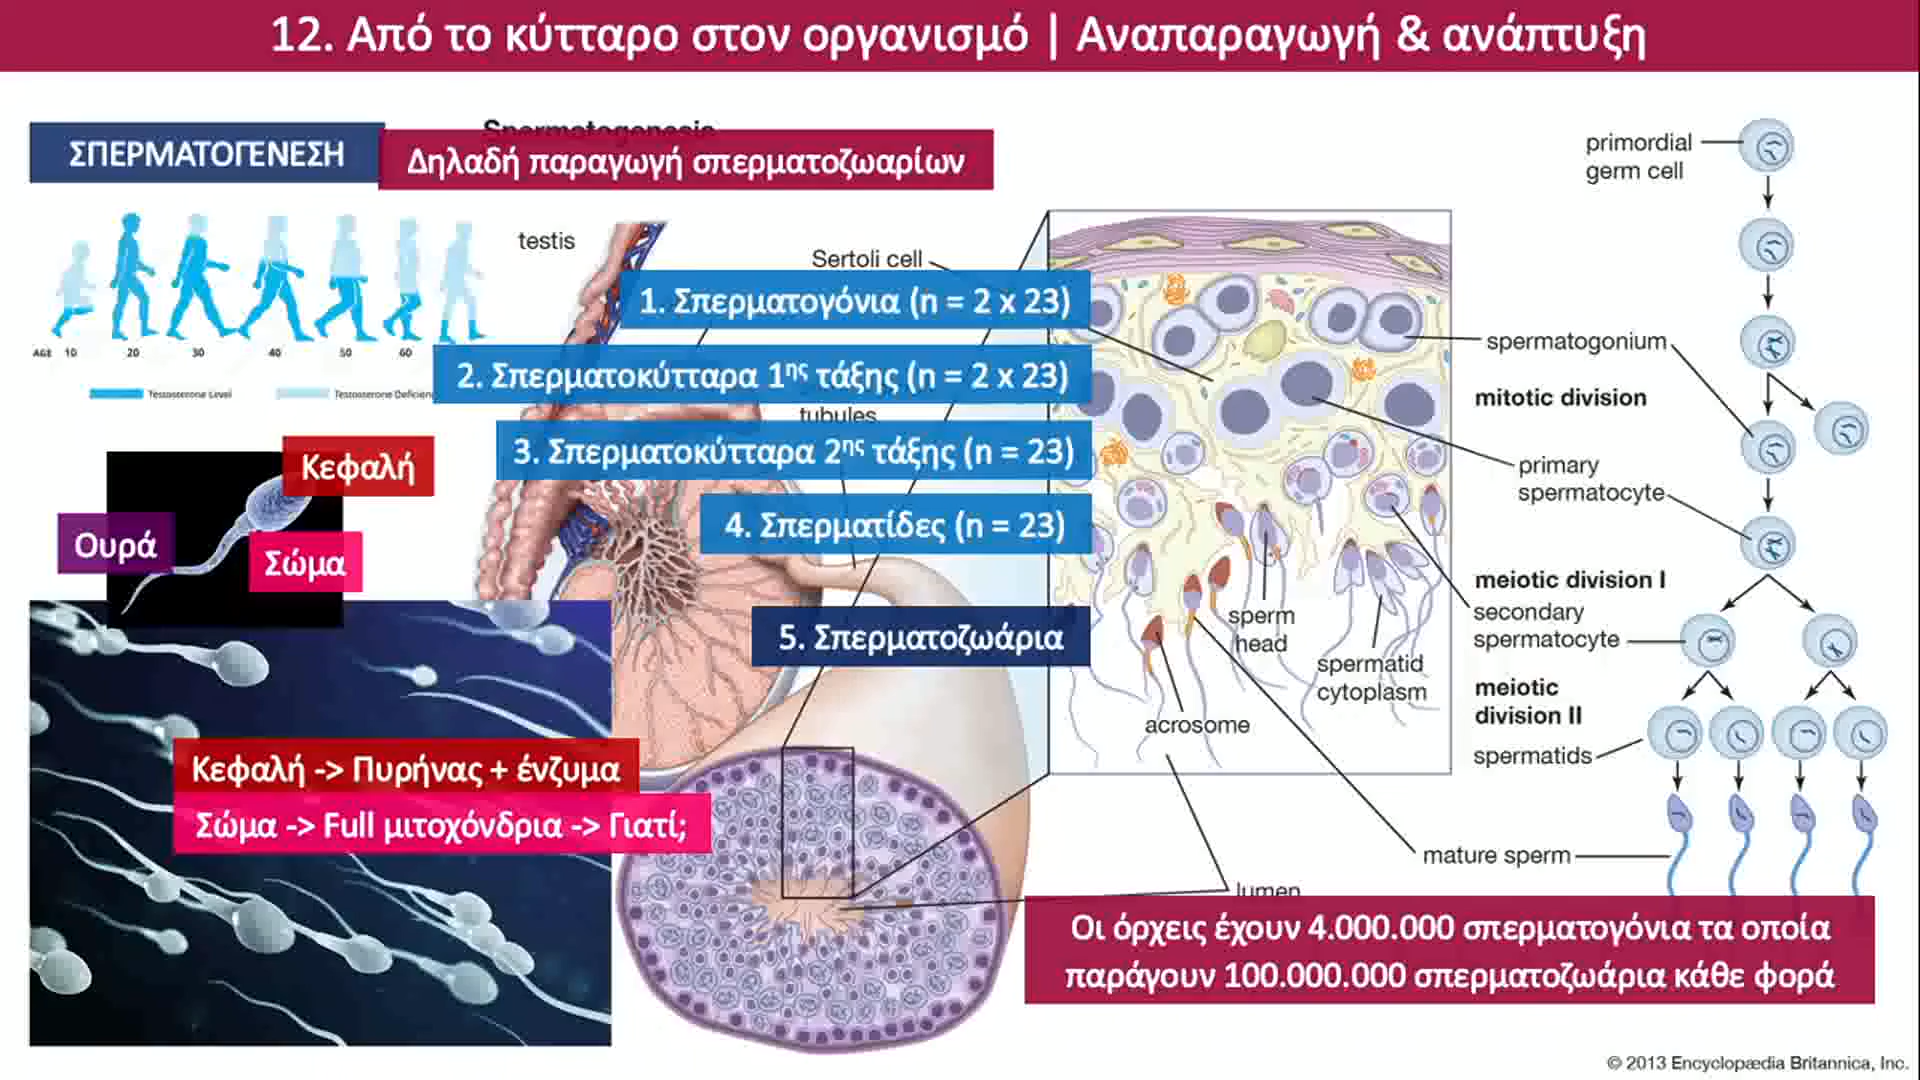 12. Από το κύτταρο στον οργανισμό | Αναπαραγωγή & ανάπτυξη
ΣΠΕΡΜΑΤΟΓΕΝΕΣΗ
Spermatogenesis
Δηλαδή παραγωγή σπερματοζωαρίων
AGE 10 20 30 40 50 60
Testosterone Level
Testosterone
testis
Sertoli cell
1. Σπερματογόνια (n = 2 x 23)
2. Σπερματοκύτταρα 1ης τάξης (n = 2 x 23)
tubules
3. Σπερματοκύτταρα 2ης τάξης (n = 23)
4. Σπερματίδες (n = 23)
5. Σπερματοζωάρια
Κεφαλή
Ουρά
Σώμα
Κεφαλή -> Πυρήνας + ένζυμα
Σώμα -> Full μιτοχόνδρια -> Γιατί;
sperm
head
spermatid
cytoplasm
acrosome
lumen
primordial
germ cell
spermatogonium
mitotic division
primary
spermatocyte
meiotic division I
secondary
spermatocyte
meiotic
division II
spermatids
mature sperm
Οι όρχεις έχουν 4.000.000 σπερματογόνια τα οποία
παράγουν 100.000.000 σπερματοζωάρια κάθε φορά
© 2013 Encyclopædia Britannica, Inc.